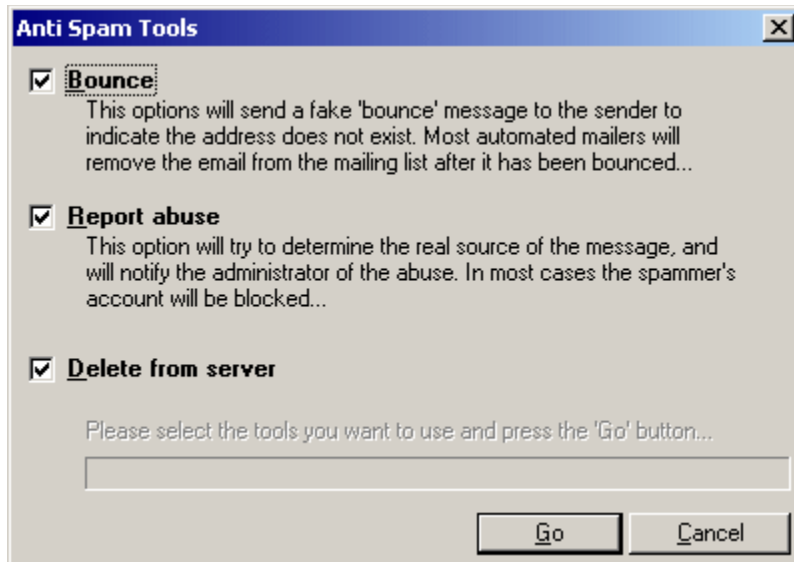 Anti Spam Tools
Bounce
This options will send a fake 'bounce' message to the sender to
indicate the address does not exist. Most automated mailers will
remove the email from the mailing list after it has been bounced...
Report abuse
This option will try to determine the real source of the message, and
will notify the administrator of the abuse. In most cases the spammer's
account will be blocked...
Delete from server
Please select the tools you want to use and press the 'Go' button...
Go Cancel